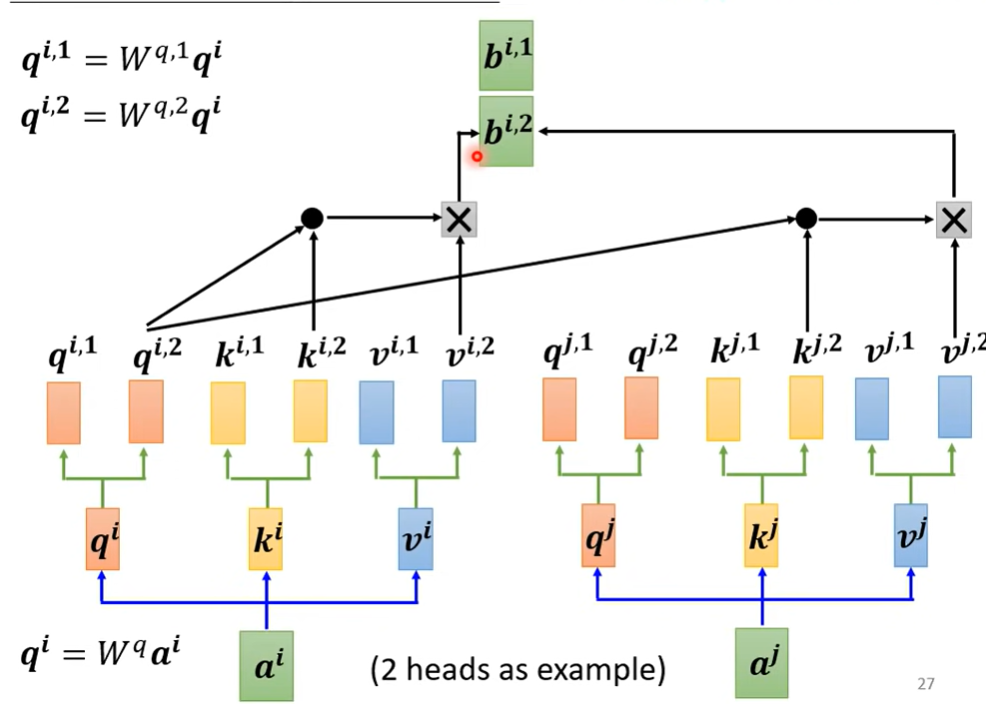 q^{i,1} = W^{q,1}q^i
q^{i,2} = W^{q,2}q^i
b^{i,1}
b^{i,2}
q^{i,1} q^{i,2} k^{i,1} k^{i,2} v^{i,1} v^{i,2} q^{j,1} q^{j,2} k^{j,1} k^{j,2} v^{j,1} v^{j,2}
q^i k^i v^i q^j k^j v^j
q^i = W^q a^i
a^i
(2 heads as example)
a^j
27